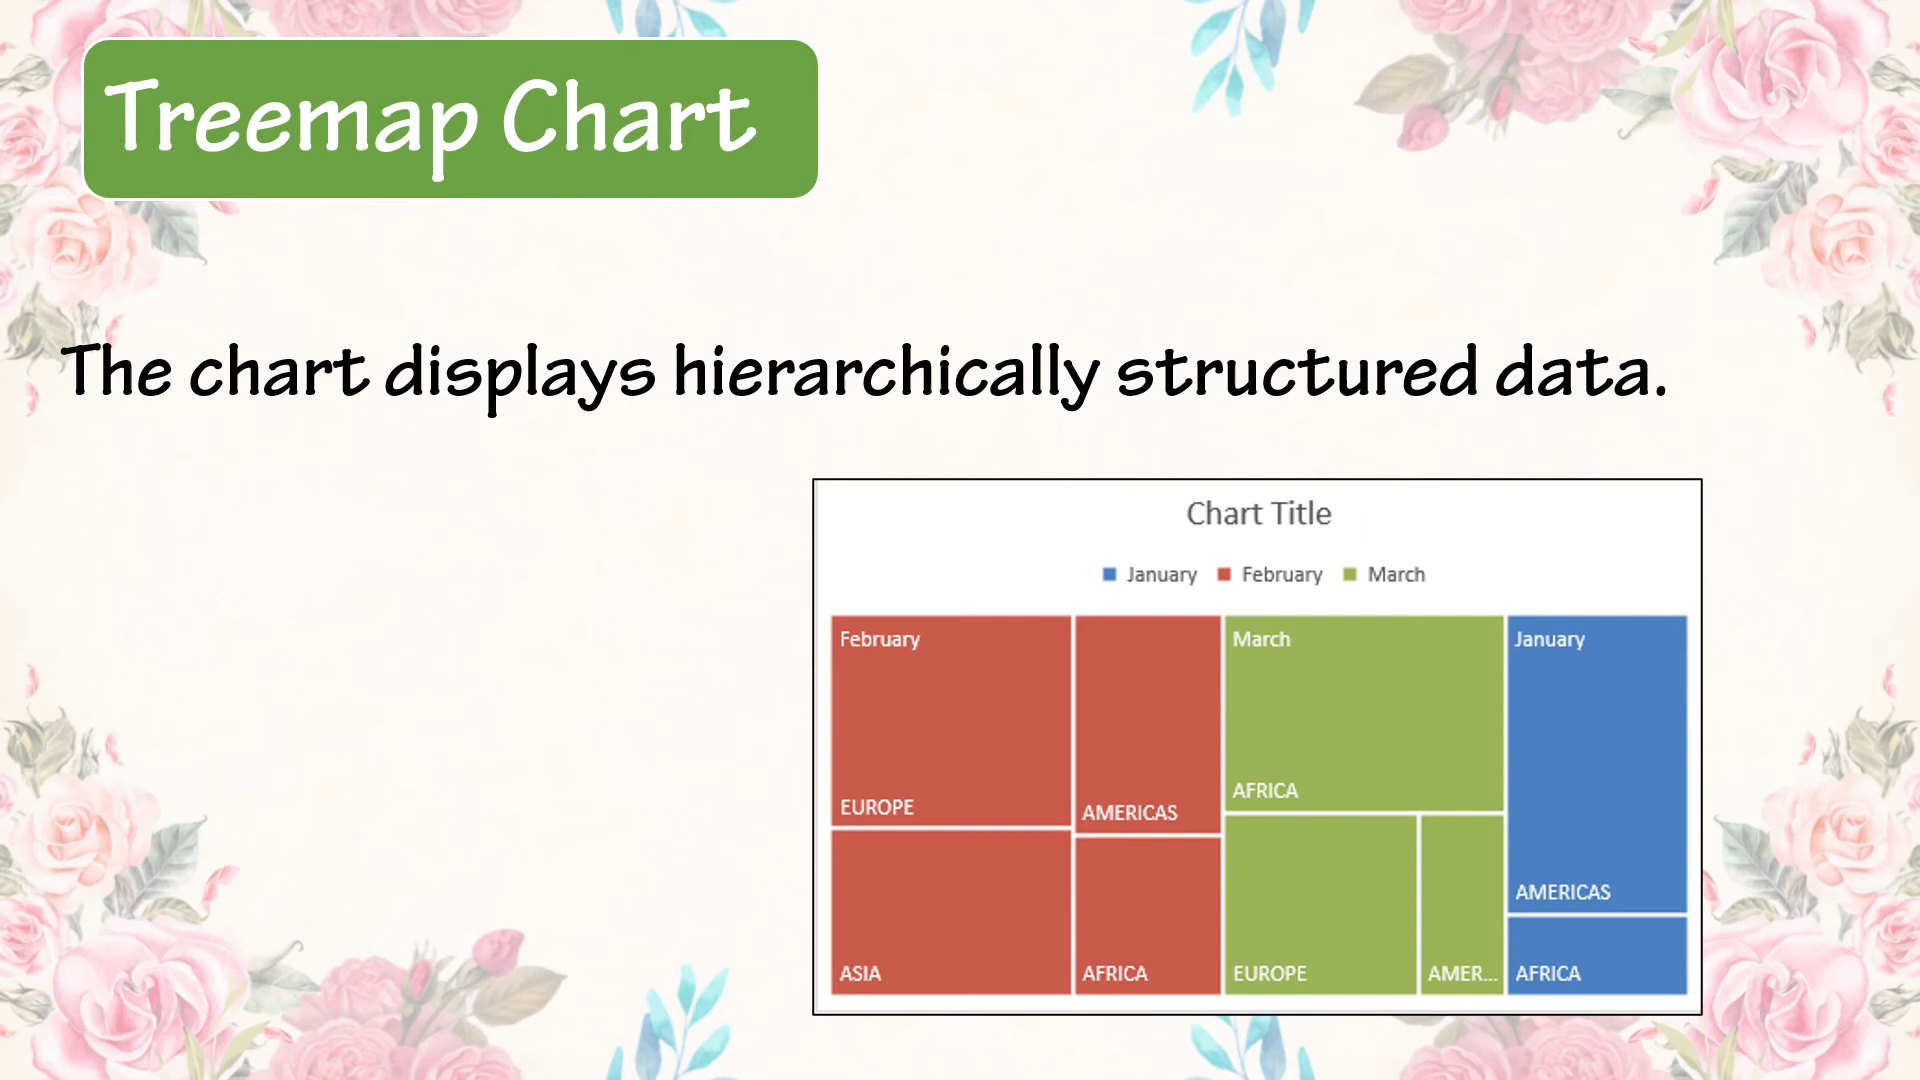 Treemap Chart
The chart displays hierarchically structured data.
Chart Title
January February March
February
EUROPE
ASIA
AMERICAS
AFRICA
March
AFRICA
EUROPE
AMER...
January
AMERICAS
AFRICA